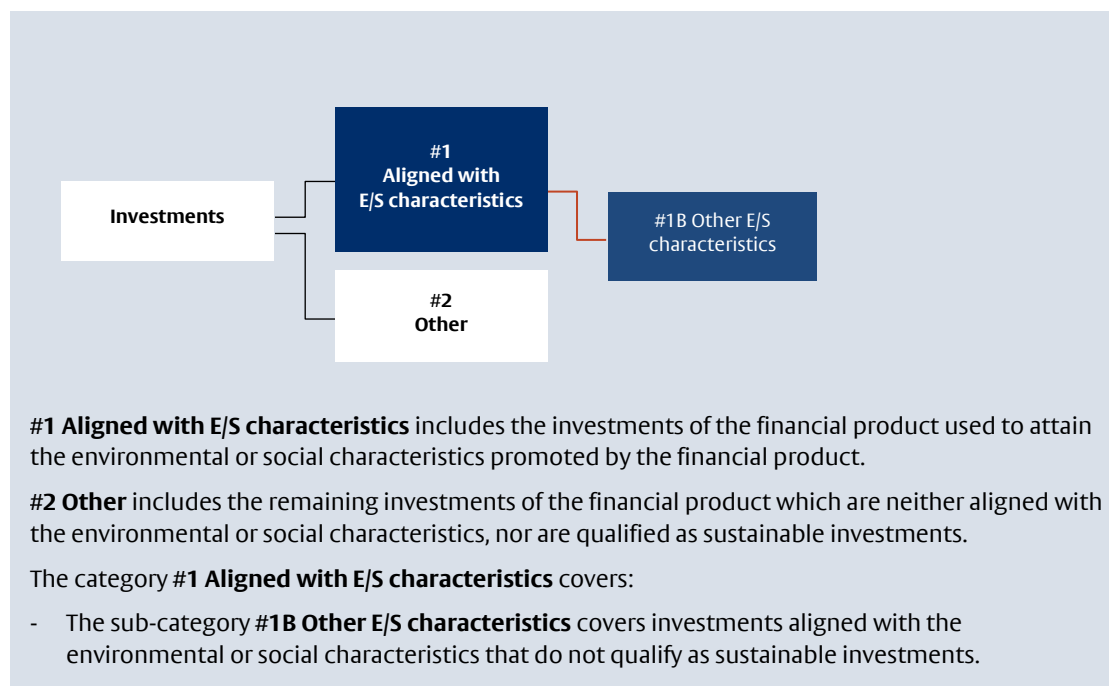 #1
Aligned with
E/S characteristics
Investments
#1B Other E/S
characteristics
#2
Other
#1 Aligned with E/S characteristics includes the investments of the financial product used to attain
the environmental or social characteristics promoted by the financial product.
#2 Other includes the remaining investments of the financial product which are neither aligned with
the environmental or social characteristics, nor are qualified as sustainable investments.
The category #1 Aligned with E/S characteristics covers:
- The sub-category #1B Other E/S characteristics covers investments aligned with the
environmental or social characteristics that do not qualify as sustainable investments.